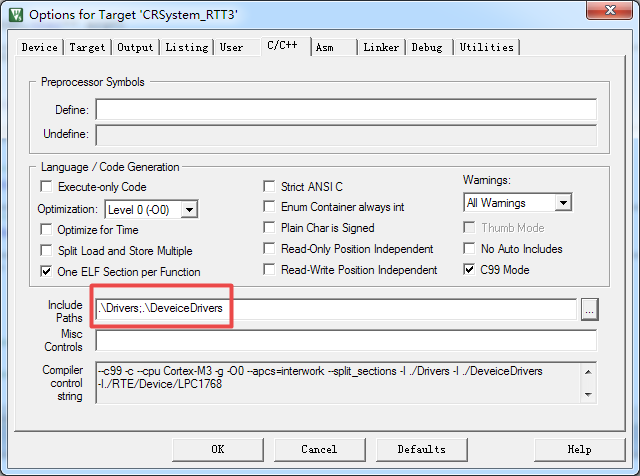 Options for Target 'CRSystem_RTT3'
Device Target Output Listing User C/C++ Asm Linker Debug Utilities
Preprocessor Symbols
Define:
Undefine:
Language / Code Generation
Execute-only Code
Optimization: Level 0 (-O0)
Optimize for Time
Split Load and Store Multiple
One ELF Section per Function
Strict ANSI C
Enum Container always int
Plain Char is Signed
Read-Only Position Independent
Read-Write Position Independent
Warnings:
All Warnings
Thumb Mode
No Auto Includes
C99 Mode
Include Paths
.\Drivers;.\DeveiceDrivers
...
Misc Controls
Compiler control string
--c99 -c --cpu Cortex-M3 -g -O0 --apcs=interwork --split_sections -I ./Drivers -I ./DeveiceDrivers
-I./RTE/Device/LPC1768
OK Cancel Defaults Help